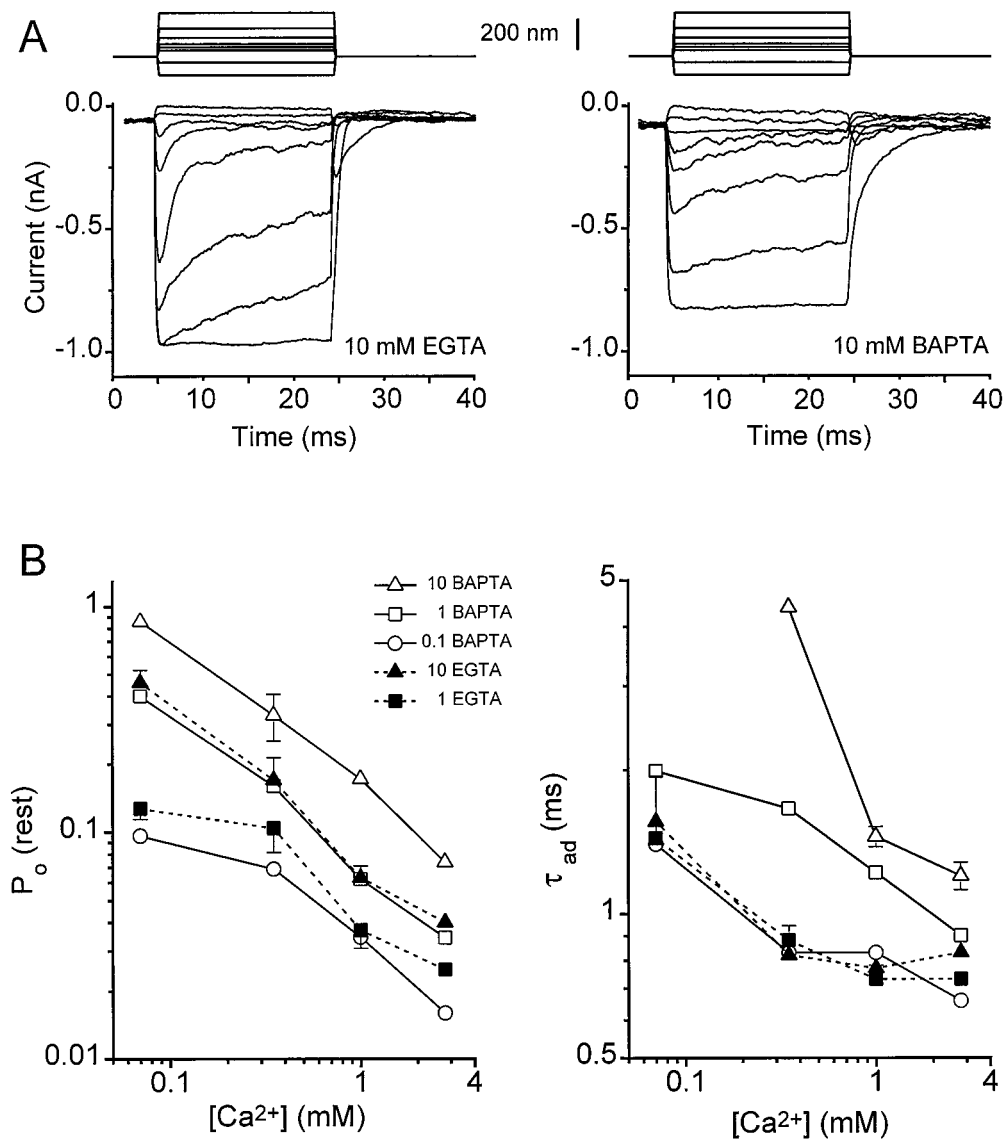 A
200 nm
0.0
-0.5
-1.0
Current (nA)
10 mM EGTA
0 10 20 30 40
Time (ms)
0.0
-0.5
-1.0
10 mM BAPTA
0 10 20 30 40
Time (ms)
B
1
0.1
0.01
Po (rest)
10 BAPTA
1 BAPTA
0.1 BAPTA
10 EGTA
1 EGTA
0.1 1 4
[Ca2+] (mM)
5
2
1
0.5
τ ad (ms)
0.1 1 4
[Ca2+] (mM)